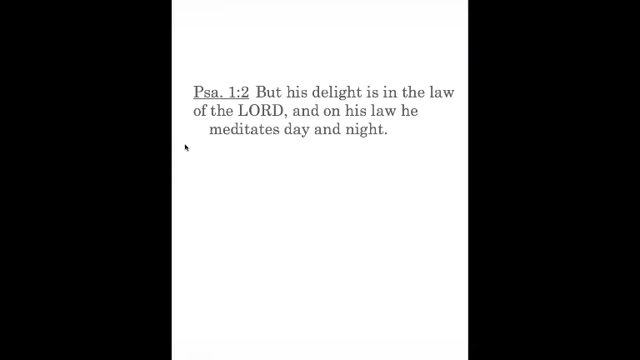 Psa. 1:2 But his delight is in the law
of the LORD, and on his law he
meditates day and night.